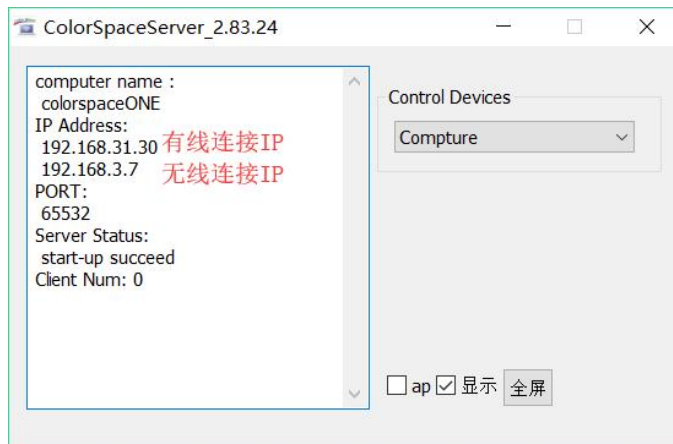 ColorSpaceServer_2.83.24
computer name :
colorspaceONE
IP Address:
192.168.31.30 有线连接IP
192.168.3.7 无线连接IP
PORT:
65532
Server Status:
start-up succeed
Client Num: 0
Control Devices
Compture
ap 显示 全屏